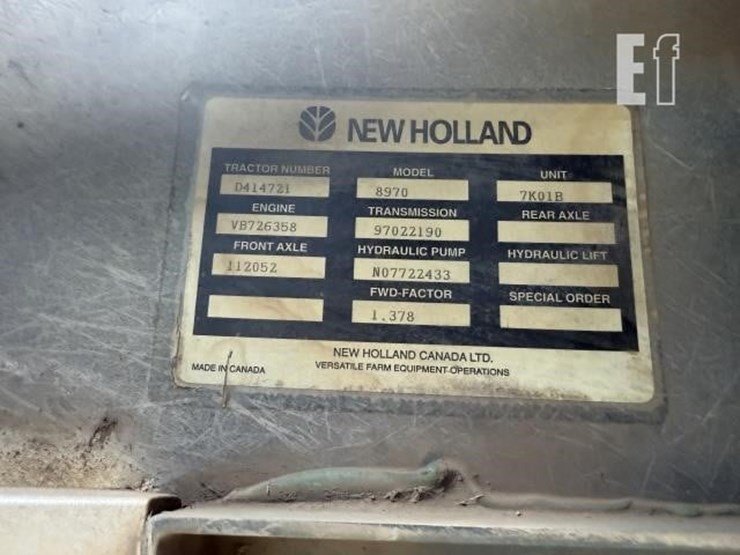 Ef
NEW HOLLAND
TRACTOR NUMBER MODEL UNIT
D414721 8970 7K01B
ENGINE TRANSMISSION REAR AXLE
VB726358 97022190
FRONT AXLE HYDRAULIC PUMP HYDRAULIC LIFT
112052 N07722433
FWD-FACTOR SPECIAL ORDER
1.378
NEW HOLLAND CANADA LTD.
MADE IN CANADA VERSATILE FARM EQUIPMENT OPERATIONS